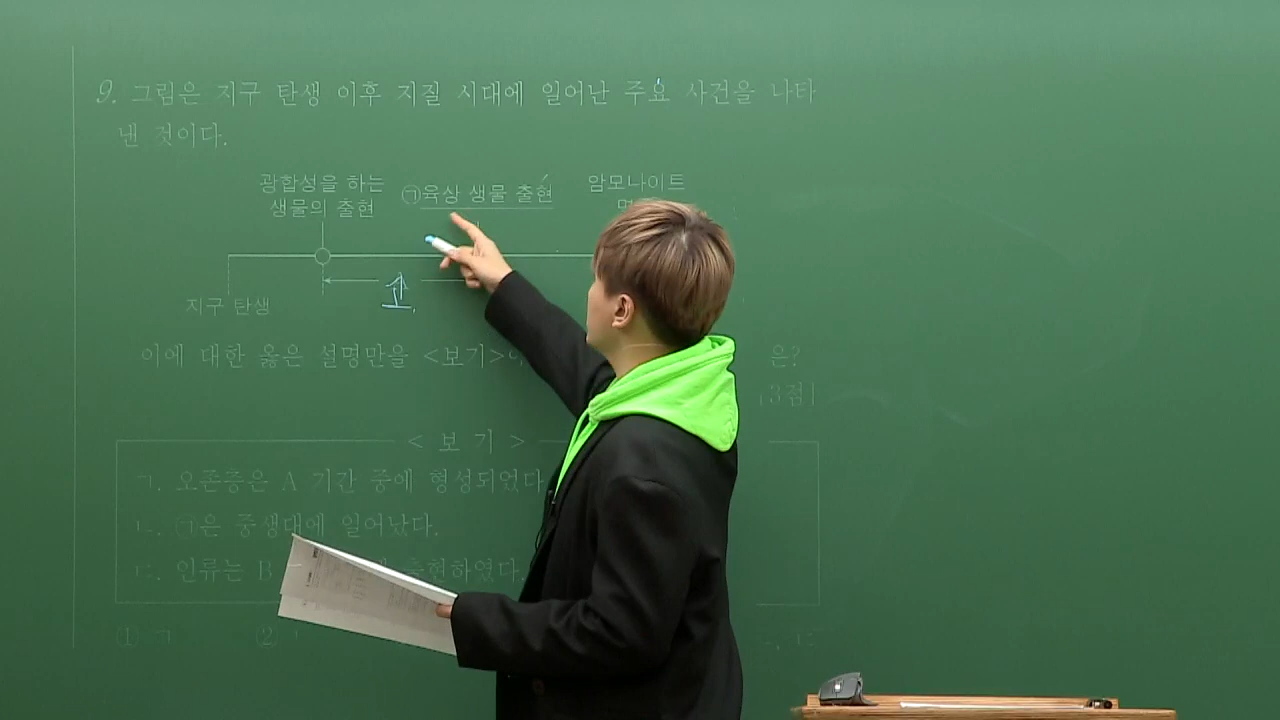 9. 그림은 지구 탄생 이후 지질 시대에 일어난 주요 사건을 나타
낸 것이다.
광합성을 하는
생물의 출현
㉠육상 생물 출현
암모나이트
지구 탄생
이에 대한 옳은 설명만을 <보기>
은?
[3점]
< 보 기 >
ㄱ. 오존층은 A 기간 중에 형성되었다
ㄴ. ㉠은 중생대에 일어났다.
ㄷ. 인류는 B 출현하였다.
① ㄱ ②